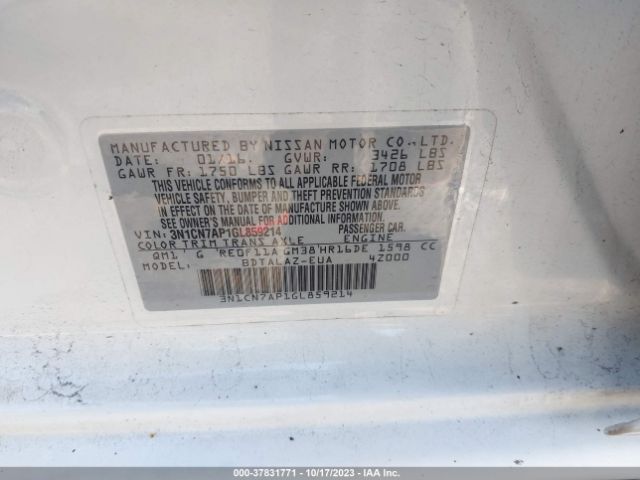 MANUFACTURED BY NISSAN MOTOR CO.,LTD.
DATE: 01/16. GVWR: 3426 LBS
GAWR FR: 1750 LBS GAWR RR: 1708 LBS
THIS VEHICLE CONFORMS TO ALL APPLICABLE FEDERAL MOTOR
VEHICLE SAFETY, BUMPER, AND THEFT PREVENTION STANDARDS
IN EFFECT ON THE DATE OF MANUFACTURE SHOWN ABOVE.
SEE OWNER'S MANUAL FOR ADDITIONAL INFORMATION.
VIN: 3N1CN7AP1GL859214 PASSENGER CAR.
COLOR TRIM TRANS AXLE ENGINE
QM1 G REOF11A GM38 HR16DE 1598 CC
MODEL: BDTALAZ-EUA 4Z000
3N1CN7AP1GL859214
000-37831771 | 10/17/2023 | IAA Inc.